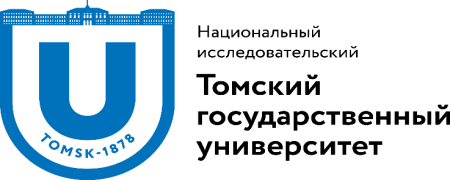 U
TOMSK-1878
Национальный
исследовательский
Томский
государственный
университет